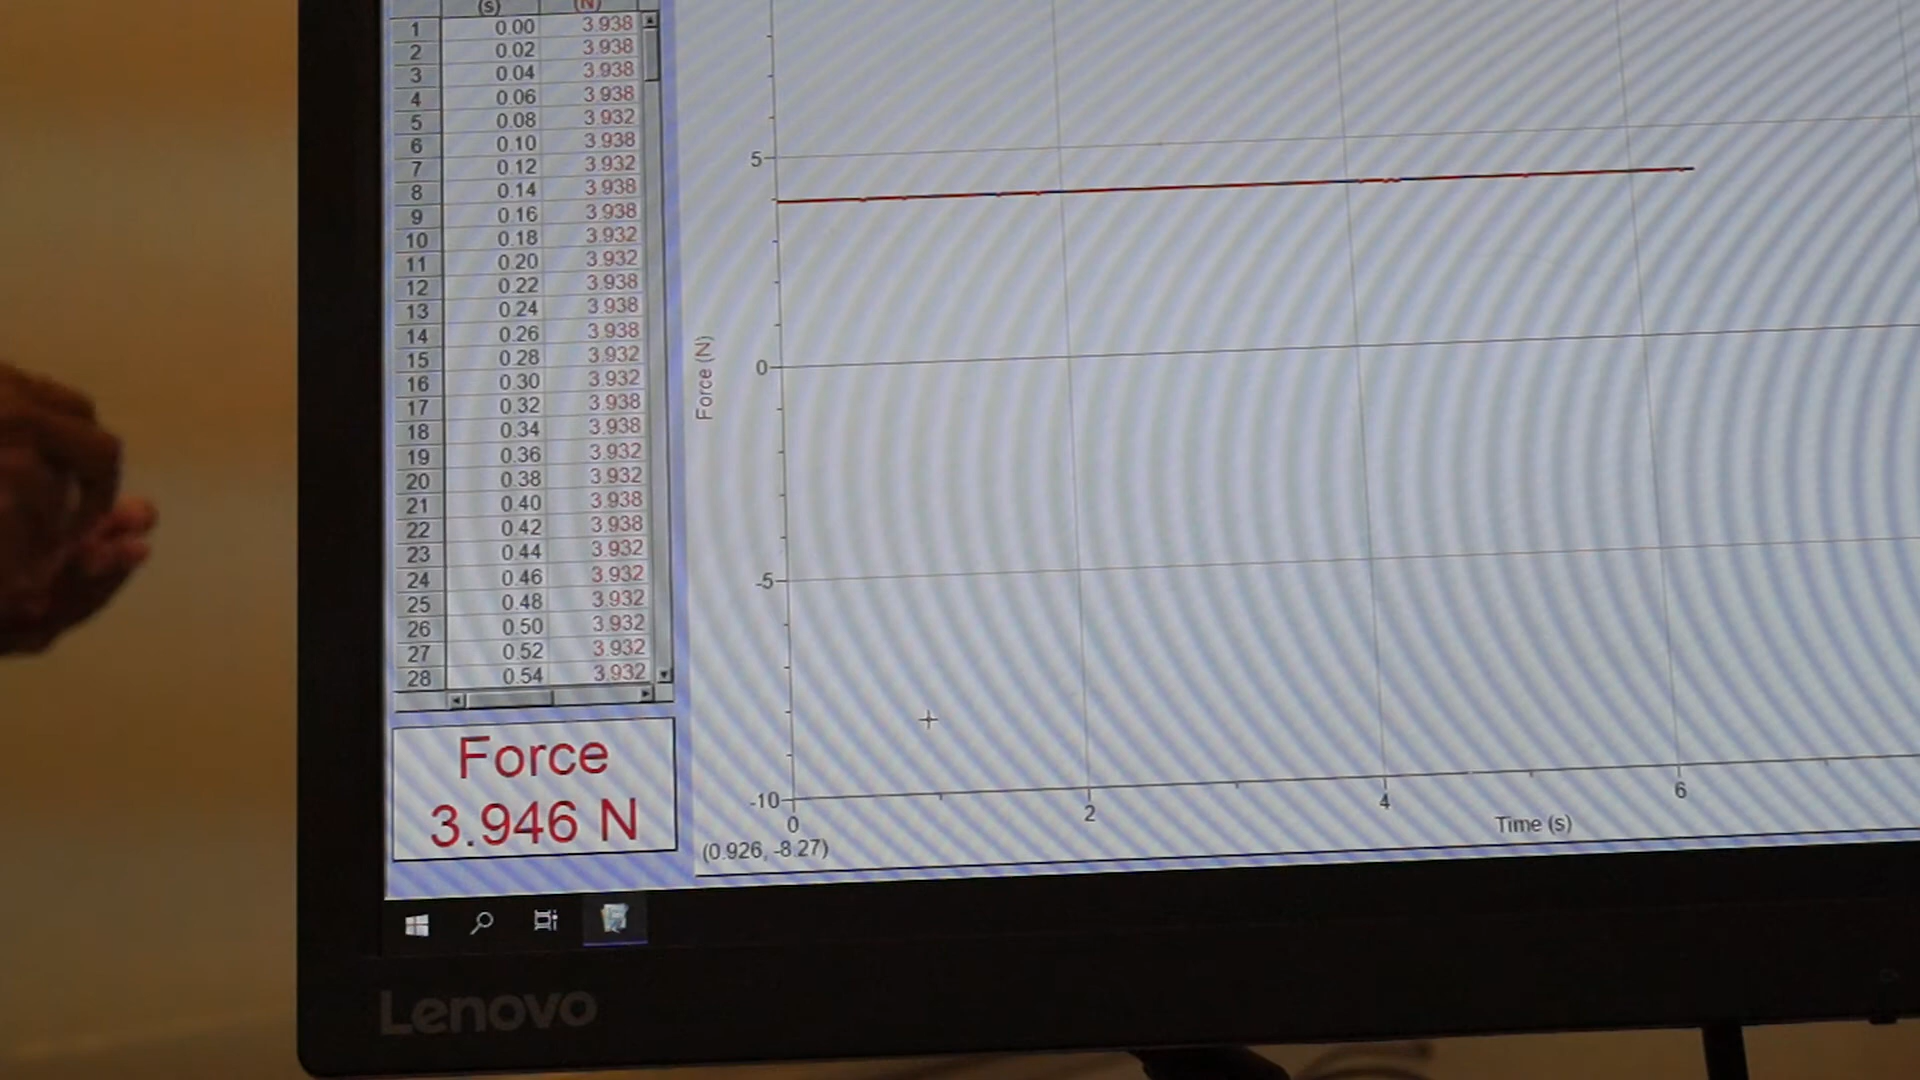 (s) (N)
1 0.00 3.938
2 0.02 3.938
3 0.04 3.938
4 0.06 3.938
5 0.08 3.932
6 0.10 3.938
7 0.12 3.932
8 0.14 3.938
9 0.16 3.938
10 0.18 3.932
11 0.20 3.932
12 0.22 3.938
13 0.24 3.938
14 0.26 3.938
15 0.28 3.932
16 0.30 3.932
17 0.32 3.938
18 0.34 3.938
19 0.36 3.932
20 0.38 3.932
21 0.40 3.938
22 0.42 3.938
23 0.44 3.932
24 0.46 3.932
25 0.48 3.932
26 0.50 3.932
27 0.52 3.932
28 0.54 3.932
Force
3.946 N
5
0
-5
-10
Force (N)
0 2 4 6
Time (s)
(0.926, -8.27)
Lenovo